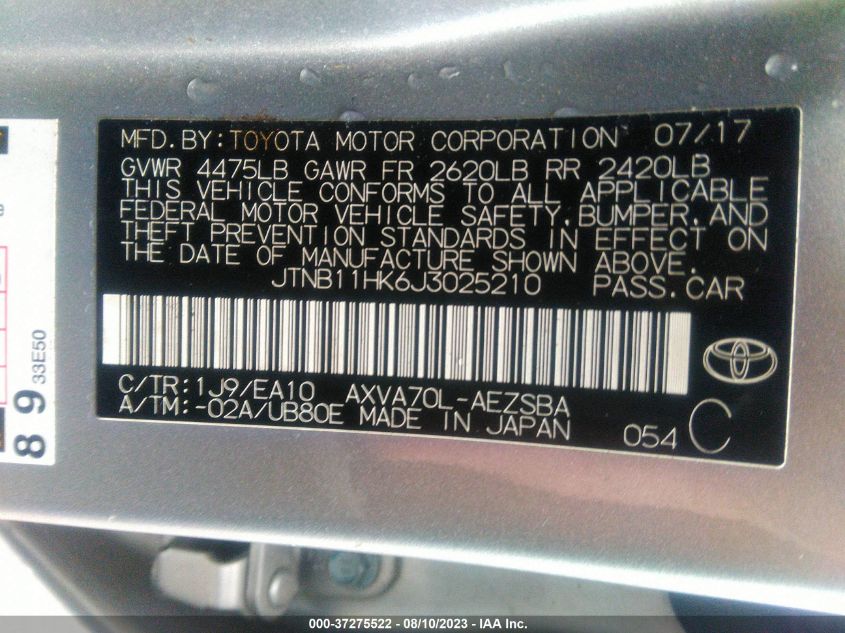 MFD.BY:TOYOTA MOTOR CORPORATION 07/17
GVWR 4475LB GAWR FR 2620LB RR 2420LB
THIS VEHICLE CONFORMS TO ALL APPLICABLE
FEDERAL MOTOR VEHICLE SAFETY,BUMPER,AND
THEFT PREVENTION STANDARDS IN EFFECT ON
THE DATE OF MANUFACTURE SHOWN ABOVE.
JTNB11HK6J3025210 PASS.CAR
C/TR:1J9/EA10 AXVA70L-AEZSBA
A/TM:-02A/UB80E MADE IN JAPAN 054 C
89 33E50
000-37275522 - 08/10/2023 - IAA Inc.